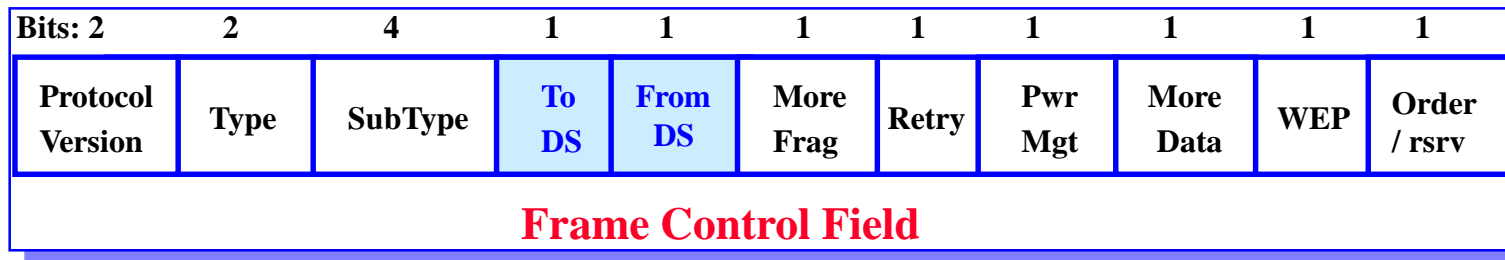 Bits: 2 2 4 1 1 1 1 1 1 1 1
Protocol Version Type SubType To DS From DS More Frag Retry Pwr Mgt More Data WEP Order / rsrv
Frame Control Field